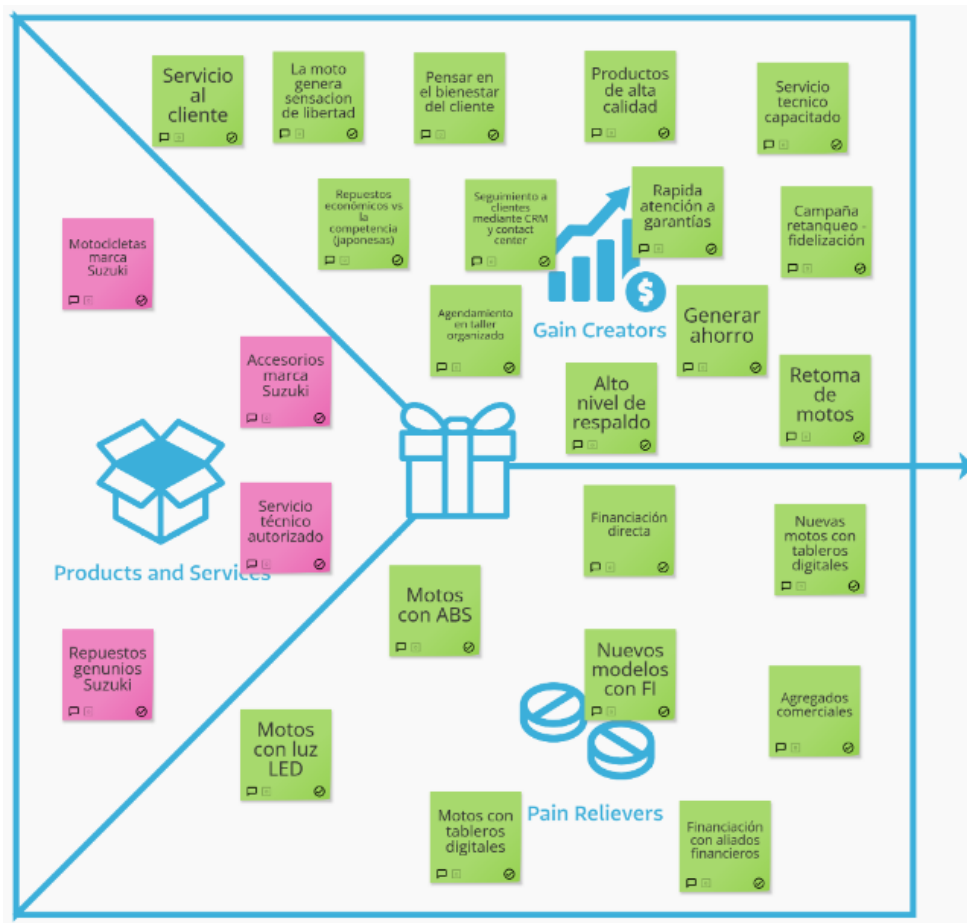 Servicio
al
cliente
La moto
genera
sensacion
de libertad
Pensar en
el bienestar
del cliente
Productos
de alta
calidad
Servicio
tecnico
capacitado
Repuestos
económicos vs
la
competencia
(japonesas)
Seguimiento a
clientes
mediante CRM
y contact
center
Rapida
atención a
garantías
Campaña
retanqueo -
fidelización
Agendamiento
en taller
organizado
Gain Creators
Generar
ahorro
Alto
nivel de
respaldo
Retoma
de
motos
Motocicletas
marca
Suzuki
Accesorios
marca
Suzuki
Servicio
técnico
autorizado
Products and Services
Repuestos
genunios
Suzuki
Financiación
directa
Nuevas
motos con
tableros
digitales
Motos
con ABS
Nuevos
modelos
con FI
Agregados
comerciales
Motos
con luz
LED
Motos con
tableros
digitales
Pain Relievers
Financiación
con aliados
financieros